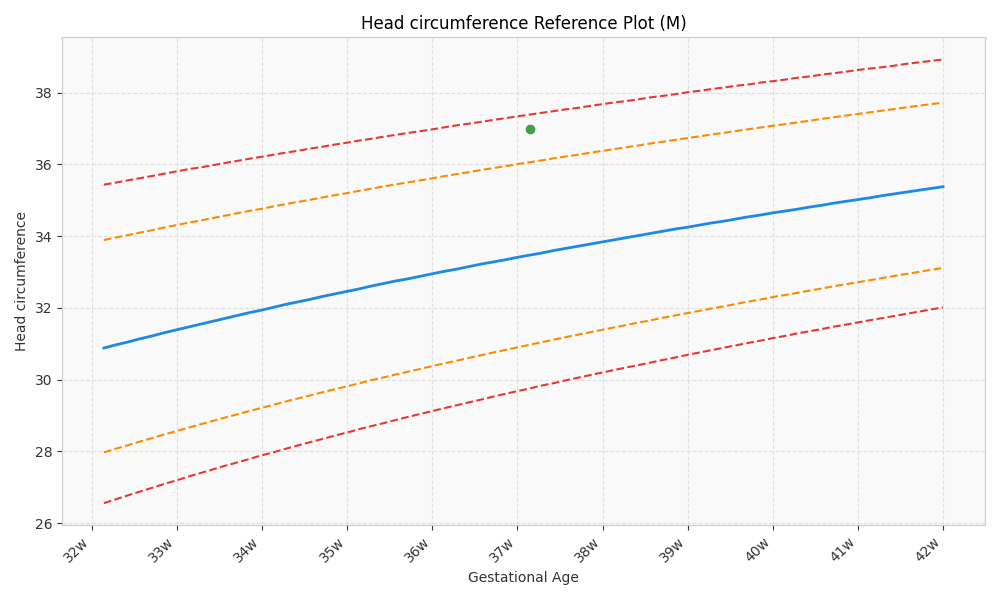 Head circumference Reference Plot (M)
Head circumference
38
36
34
32
30
28
26
32w
33w
34w
35w
36w
37w
38w
39w
40w
41w
42w
Gestational Age